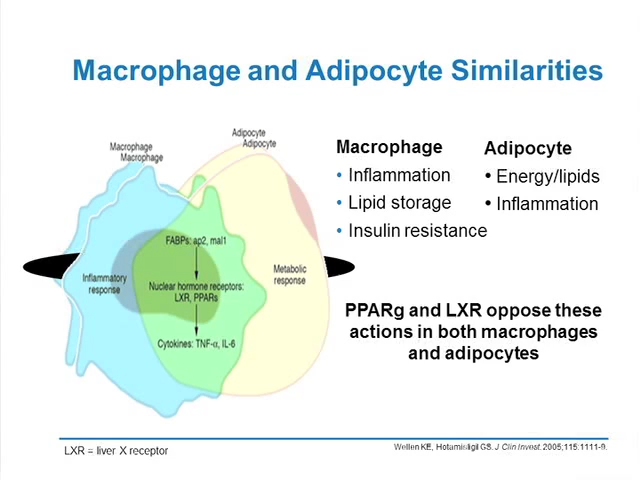 Macrophage and Adipocyte Similarities
Macrophage
Macrophage
Adipocyte
Adipocyte
FABPs: ap2, mal1
Inflammatory
response
Nuclear hormone receptors:
LXR, PPARs
Metabolic
response
Cytokines: TNF-α, IL-6
Macrophage
• Inflammation
• Lipid storage
• Insulin resistance
Adipocyte
• Energy/lipids
• Inflammation
PPARg and LXR oppose these
actions in both macrophages
and adipocytes
LXR = liver X receptor
Wellen KE, Hotamisligil GS. J Clin Invest. 2005;115:1111-9.